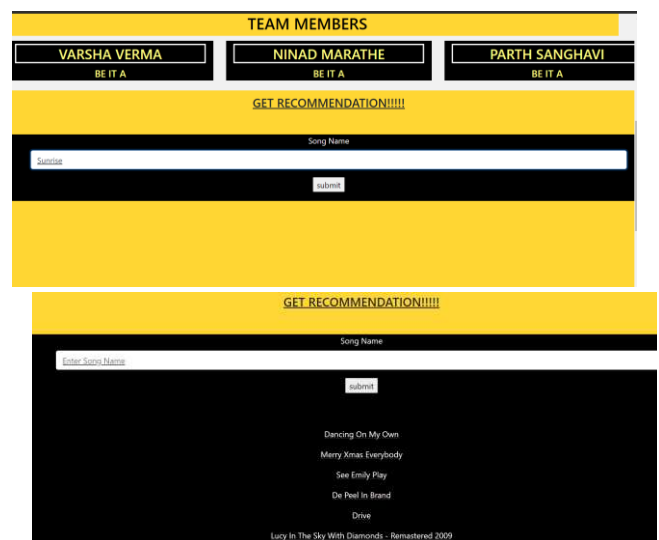 TEAM MEMBERS
VARSHA VERMA NINAD MARATHE PARTH SANGHAVI
BE IT A BE IT A BE IT A
GET RECOMMENDATION!!!!!
Song Name
Sunrise
submit
GET RECOMMENDATION!!!!!
Song Name
Enter Song Name
submit
Dancing On My Own
Merry Xmas Everybody
See Emily Play
De Peel In Brand
Drive
Lucy In The Sky With Diamonds - Remastered 2009